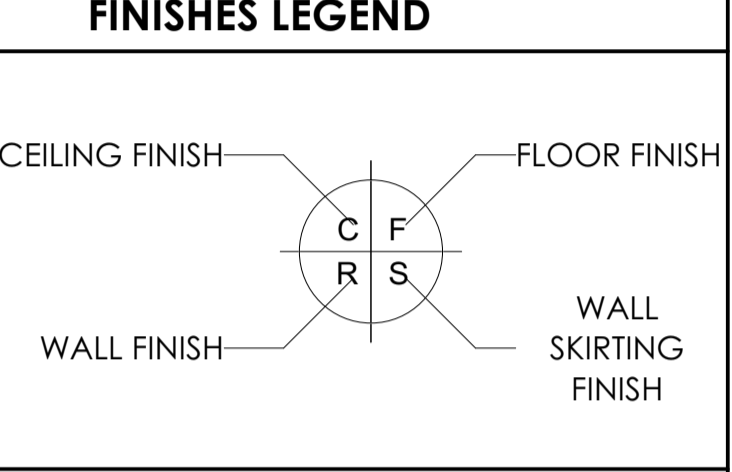 FINISHES LEGEND
CEILING FINISH
FLOOR FINISH
C F
R S
WALL FINISH
WALL
SKIRTING
FINISH